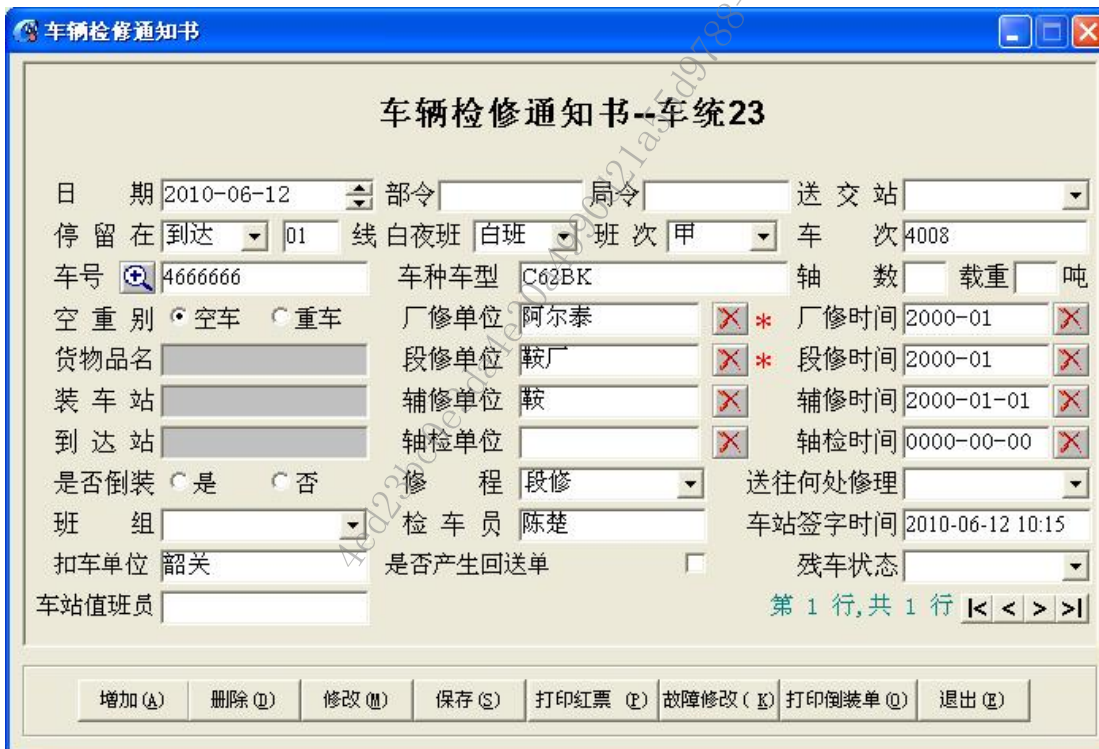 车辆检修通知书
车辆检修通知书--车统23
日 期 2010-06-12 部令 局令 送交站
停留在 到达 01 线 白夜班 白班 班次 甲 车次 4008
车号 4666666 车种车型 C62BK 轴数 载重 吨
空重别 空车 重车 厂修单位 阿尔泰 * 厂修时间 2000-01
货物品名 段修单位 鞍厂 * 段修时间 2000-01
装车站 辅修单位 鞍 辅修时间 2000-01-01
到达站 轴检单位 轴检时间 0000-00-00
是否倒装 是 否 修程 段修 送往何处修理
班组 检车员 陈楚 车站签字时间 2010-06-12 10:15
扣车单位 韶关 是否产生回送单 残车状态
车站值班员 第 1 行,共 1 行 |< < > >|
增加(A) 删除(D) 修改(M) 保存(S) 打印红票 (P) 故障修改( K) 打印倒装单(Q) 退出(E)